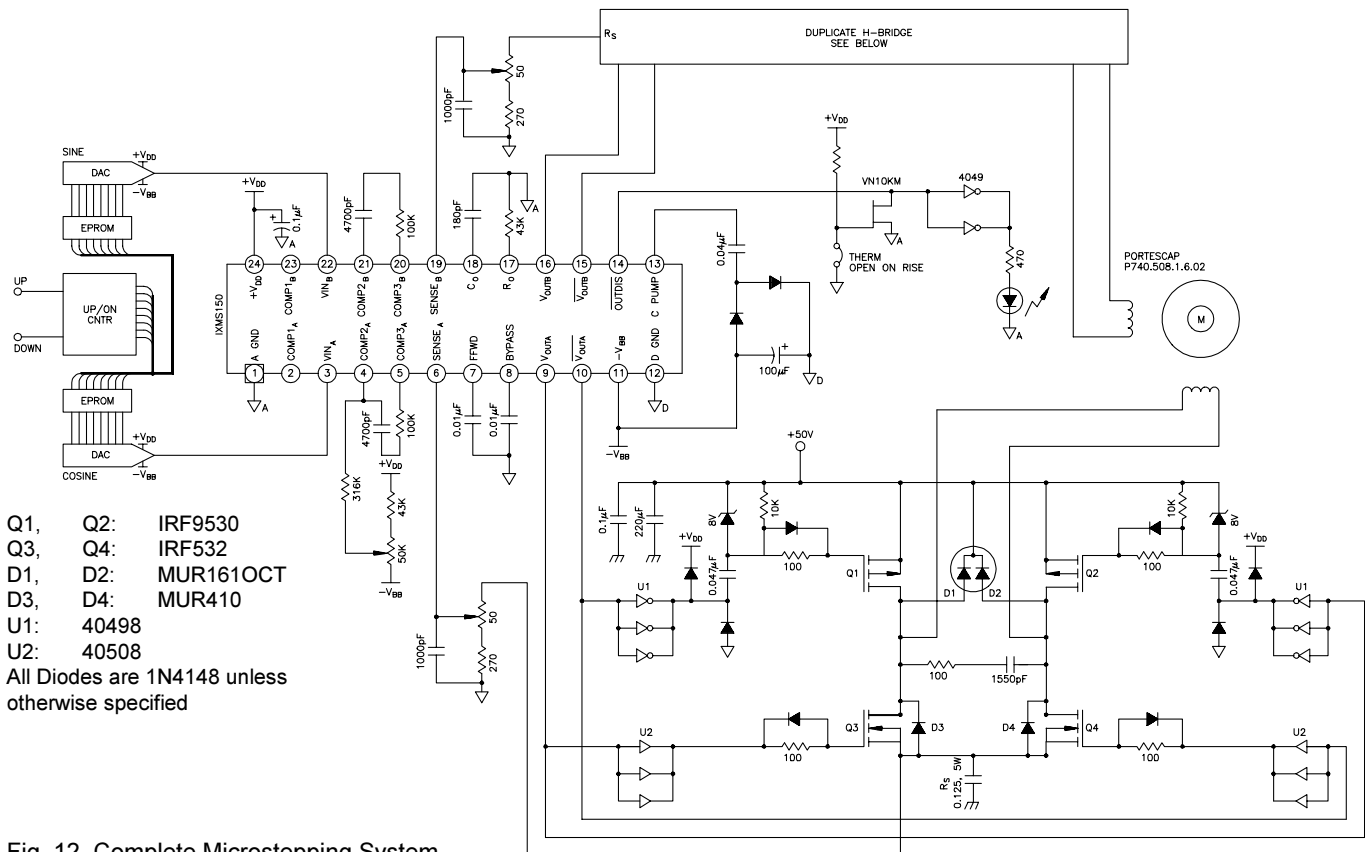 RS
DUPLICATE H-BRIDGE
SEE BELOW
50
1000pF
270
+VDD
SINE
DAC
+VDD
-VBB
EPROM
UP
UP/ON
CNTR
DOWN
EPROM
DAC
+VDD
-VBB
COSINE
+VDD
0.1µF
A
4700pF
100K
180pF
43K
A
VN10KM
4049
A
THERM
OPEN ON RISE
470
A
0.04µF
PORTESCAP
P740.508.1.6.02
M
IXMS150
24
23
22
21
20
19
18
17
16
15
14
13
+VDD
COMP1B
VINB
COMP2B
COMP3B
SENSEB
CO
RO
VOUTB
VOUTB
OUTDIS
C PUMP
A GND
COMP1A
VINA
COMP2A
COMP3A
SENSEA
FFWD
BYPASS
VOUTA
VOUTA
-VBB
D GND
1
2
3
4
5
6
7
8
9
10
11
12
A
D
100µF
D
-VBB
4700pF
100K
0.01µF
0.01µF
316K
+VDD
43K
50K
-VBB
50
1000pF
270
+50V
0.1µF
220µF
8V
10K
10K
8V
+VDD
0.047µF
100
100
0.047µF
+VDD
U1
Q1
D1
D2
Q2
U1
100
1550pF
U2
Q3
D3
D4
Q4
U2
100
100
RS
0.125, 5W
Q1, Q2: IRF9530
Q3, Q4: IRF532
D1, D2: MUR161OCT
D3, D4: MUR410
U1: 40498
U2: 40508
All Diodes are 1N4148 unless
otherwise specified
Fig. 12 Complete Microstepping System